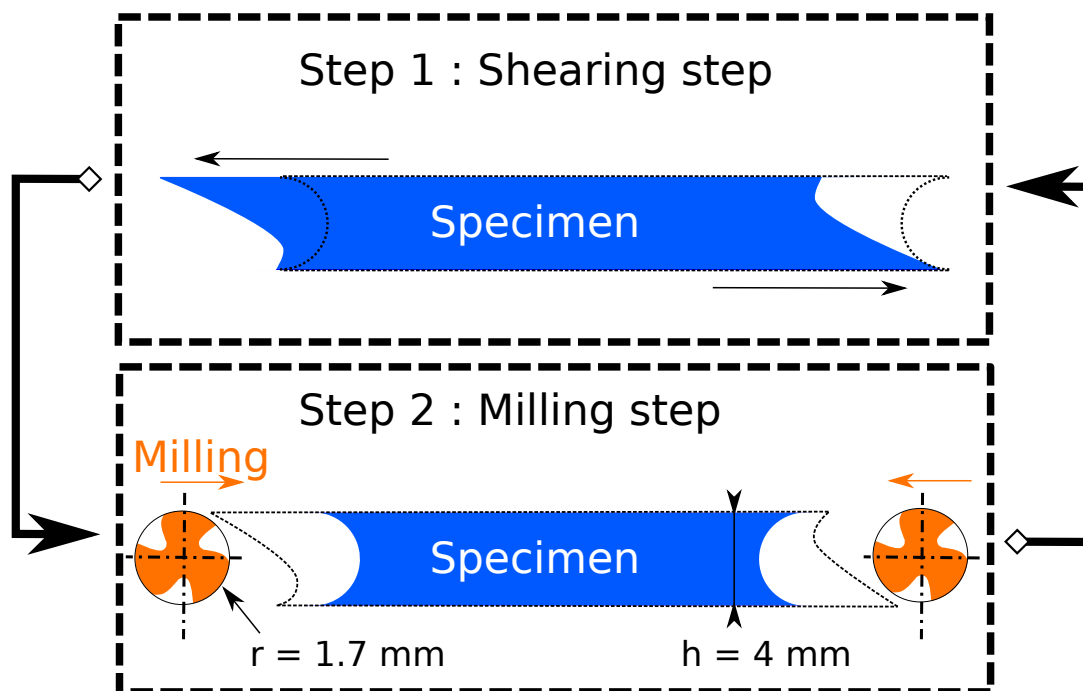 Step 1 : Shearing step
Specimen
Step 2 : Milling step
Milling
Specimen
r = 1.7 mm
h = 4 mm